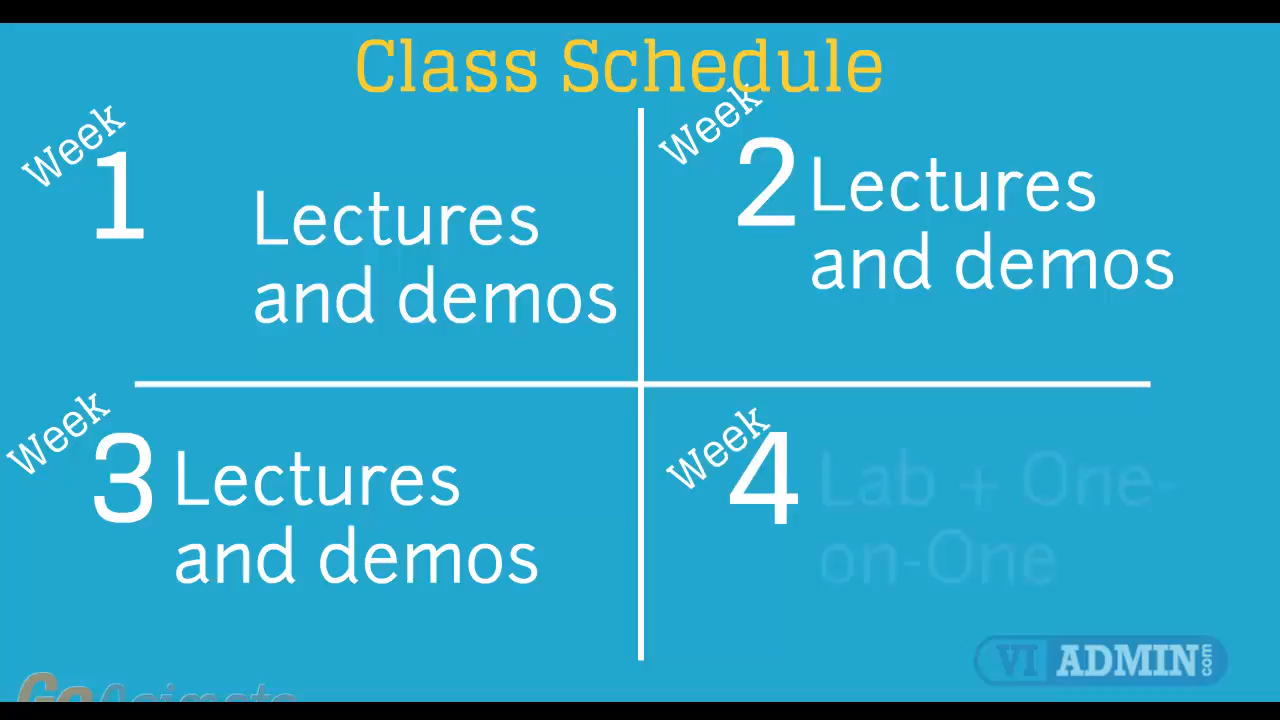 Class Schedule
Week
1
Lectures
and demos
Week
2
Lectures
and demos
Week
3
Lectures
and demos
Week
4
Lab + One-
on-One
VI ADMIN.com
GoAnimate